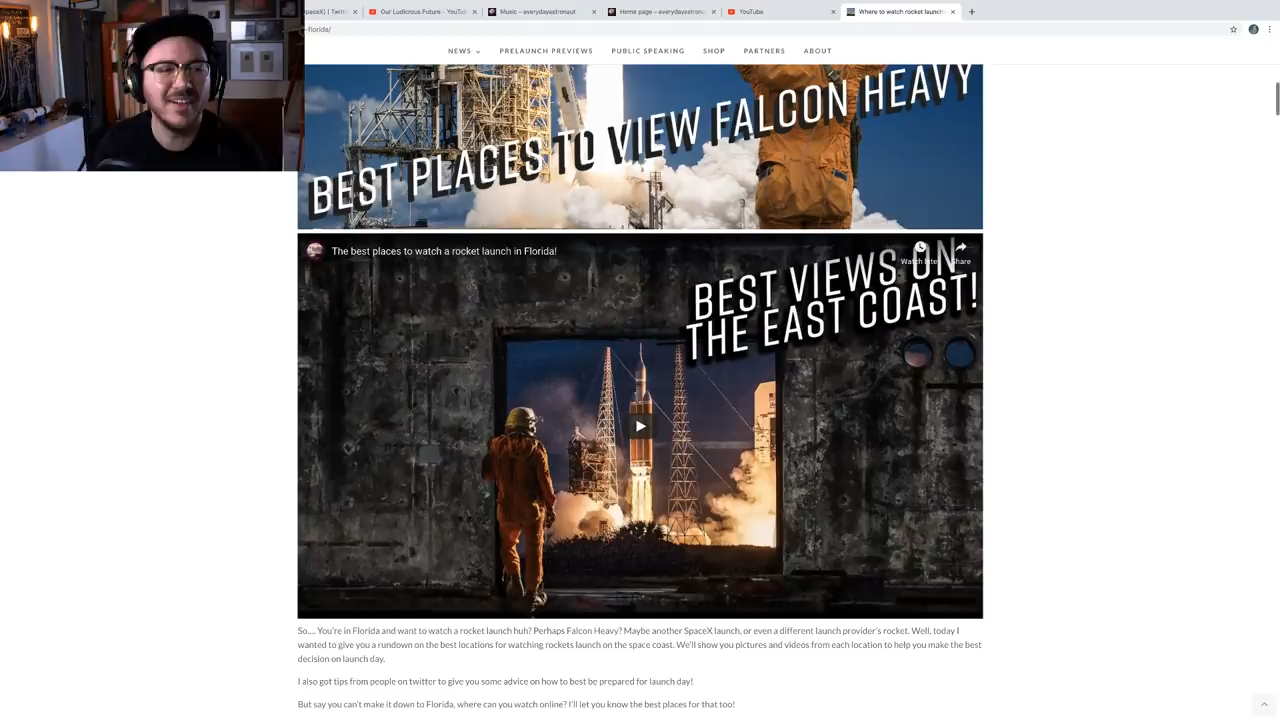 SpaceX) | Twitt
Our Ludicrous Future - YouTub
Music – everydayastronaut
Home page – everydayastrona
YouTube
Where to watch rocket launch
-florida/
NEWS
PRELAUNCH PREVIEWS
PUBLIC SPEAKING
SHOP
PARTNERS
ABOUT
BEST PLACES TO VIEW FALCON HEAVY
The best places to watch a rocket launch in Florida!
Watch later
Share
BEST VIEWS ON
THE EAST COAST!
So.... You're in Florida and want to watch a rocket launch huh? Perhaps Falcon Heavy? Maybe another SpaceX launch, or even a different launch provider's rocket. Well, today I
wanted to give you a rundown on the best locations for watching rockets launch on the space coast. We'll show you pictures and videos from each location to help you make the best
decision on launch day.
I also got tips from people on twitter to give you some advice on how to best be prepared for launch day!
But say you can't make it down to Florida, where can you watch online? I'll let you know the best places for that too!